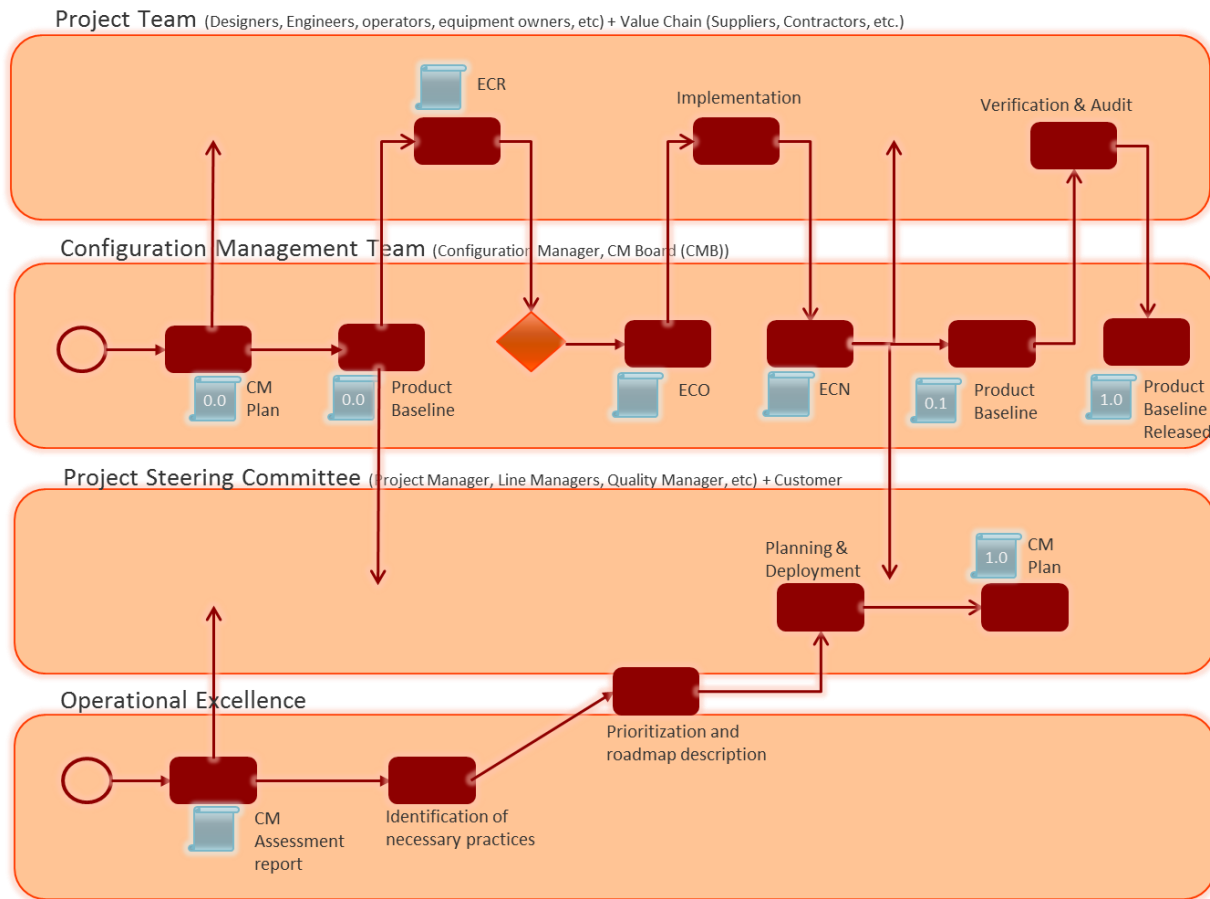 Project Team (Designers, Engineers, operators, equipment owners, etc) + Value Chain (Suppliers, Contractors, etc.)
ECR
Implementation
Verification & Audit
Configuration Management Team (Configuration Manager, CM Board (CMB))
0.0
CM
Plan
0.0
Product
Baseline
ECO
ECN
0.1
Product
Baseline
1.0
Product
Baseline
Released
Project Steering Committee (Project Manager, Line Managers, Quality Manager, etc) + Customer
Planning &
Deployment
1.0
CM
Plan
Operational Excellence
Prioritization and
roadmap description
CM
Assessment
report
Identification of
necessary practices